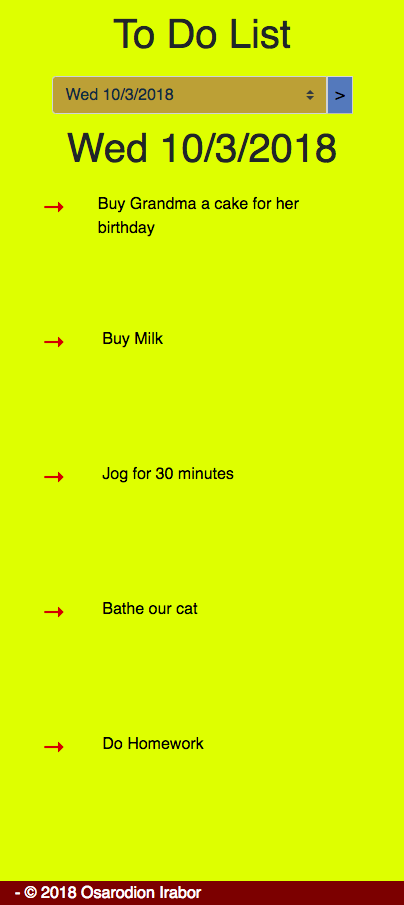 To Do List
Wed 10/3/2018
>
Wed 10/3/2018
→ Buy Grandma a cake for her
birthday
→ Buy Milk
→ Jog for 30 minutes
→ Bathe our cat
→ Do Homework
- © 2018 Osarodion Irabor